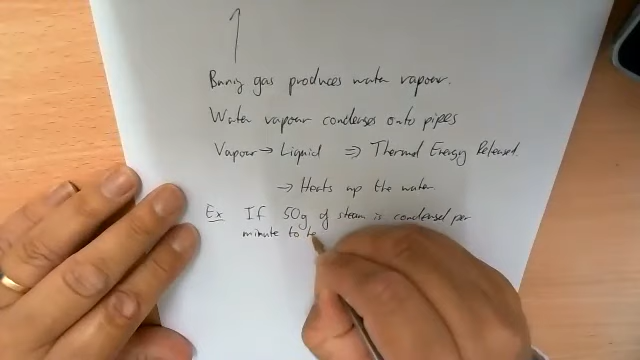 Burning gas produces water vapour.
Water vapour condenses onto pipes
Vapour → Liquid ⇒ Thermal Energy Released.
→ Heats up the water
Ex If 50g of steam is condensed per
minute to